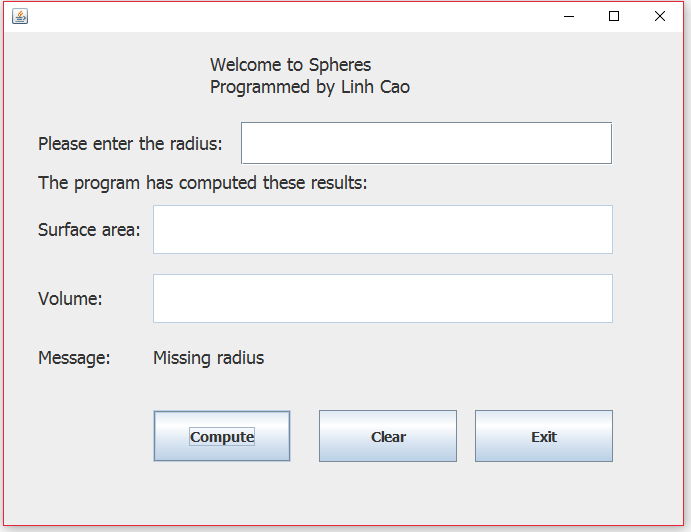 Welcome to Spheres
Programmed by Linh Cao
Please enter the radius:
The program has computed these results:
Surface area:
Volume:
Message: Missing radius
Compute Clear Exit